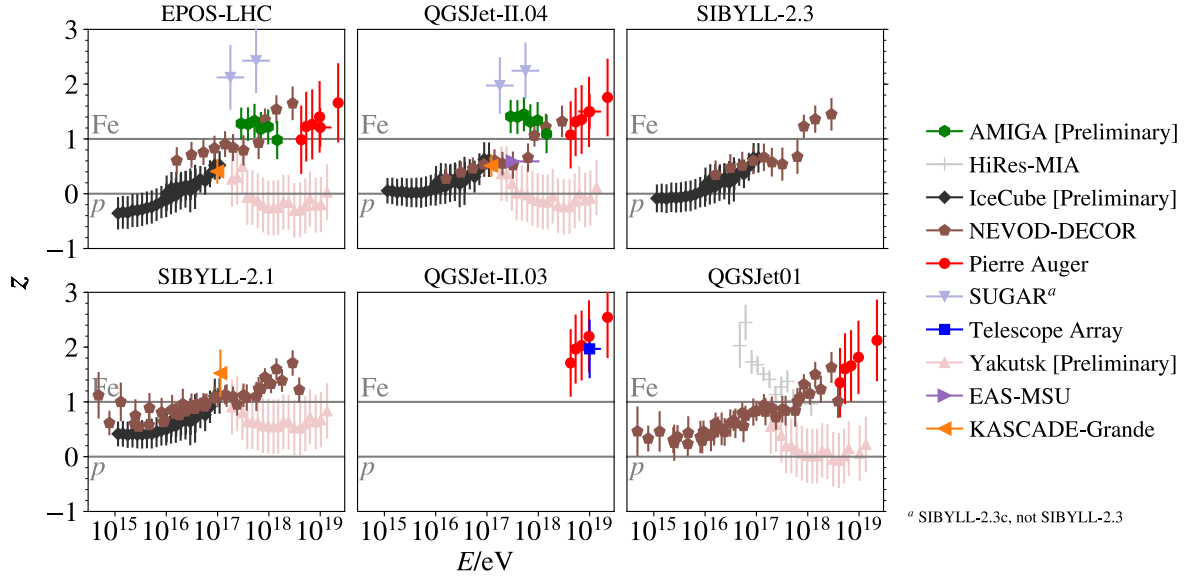 EPOS-LHC QGSJet-II.04 SIBYLL-2.3
3
2
1
0
−1
Fe
p
Fe
p
AMIGA [Preliminary]
HiRes-MIA
IceCube [Preliminary]
NEVOD-DECOR
Pierre Auger
SUGARᵃ
Telescope Array
Yakutsk [Preliminary]
EAS-MSU
KASCADE-Grande
z
SIBYLL-2.1 QGSJet-II.03 QGSJet01
3
2
1
0
−1
Fe
p
Fe
p
Fe
p
10¹⁵ 10¹⁶ 10¹⁷ 10¹⁸ 10¹⁹ 10¹⁵ 10¹⁶ 10¹⁷ 10¹⁸ 10¹⁹ 10¹⁵ 10¹⁶ 10¹⁷ 10¹⁸ 10¹⁹
E/eV
ᵃ SIBYLL-2.3c, not SIBYLL-2.3